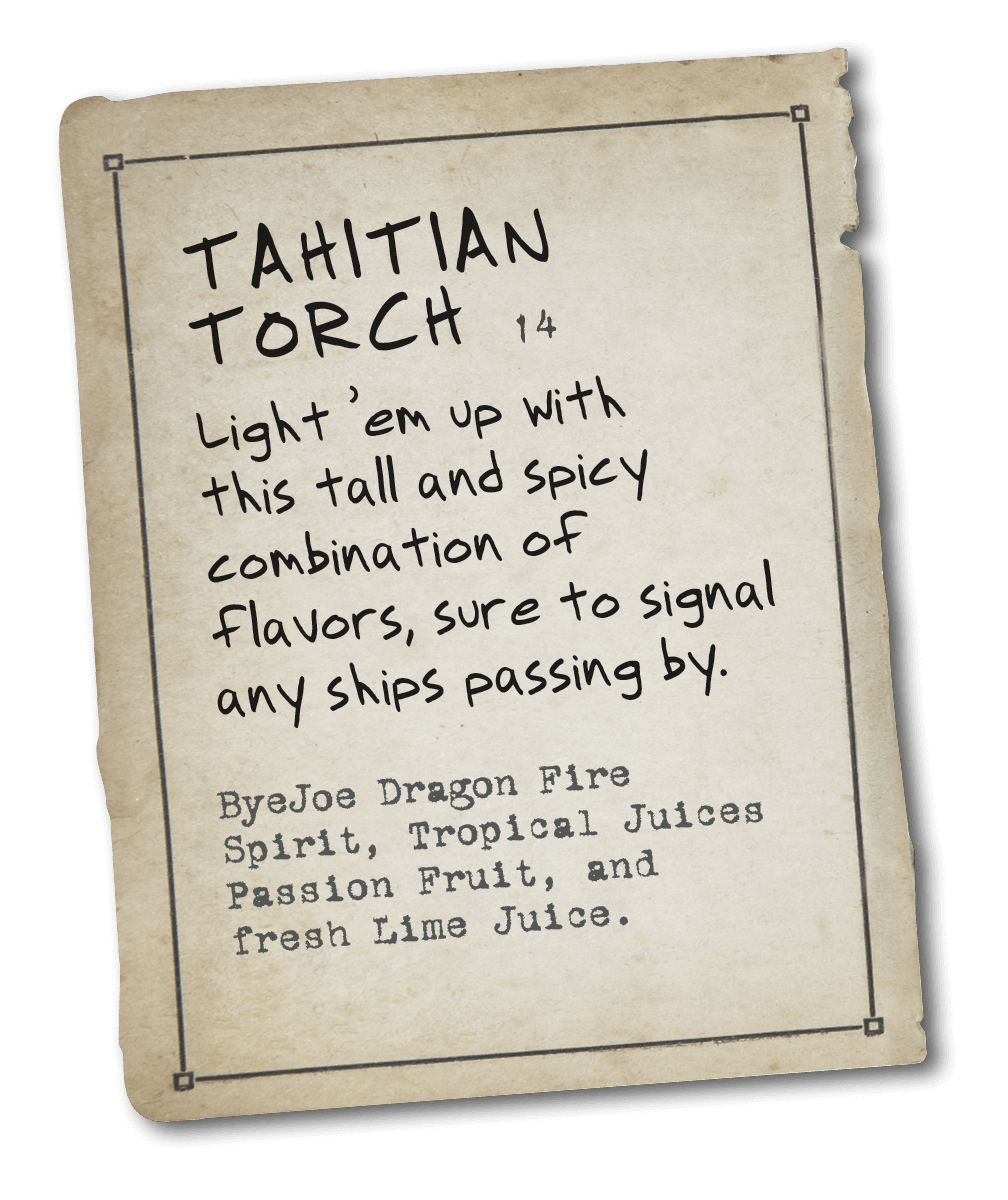 TAHITIAN
TORCH 14
Light 'em up with
this tall and spicy
combination of
flavors, sure to signal
any ships passing by.
ByeJoe Dragon Fire
Spirit, Tropical Juices
Passion Fruit, and
fresh Lime Juice.